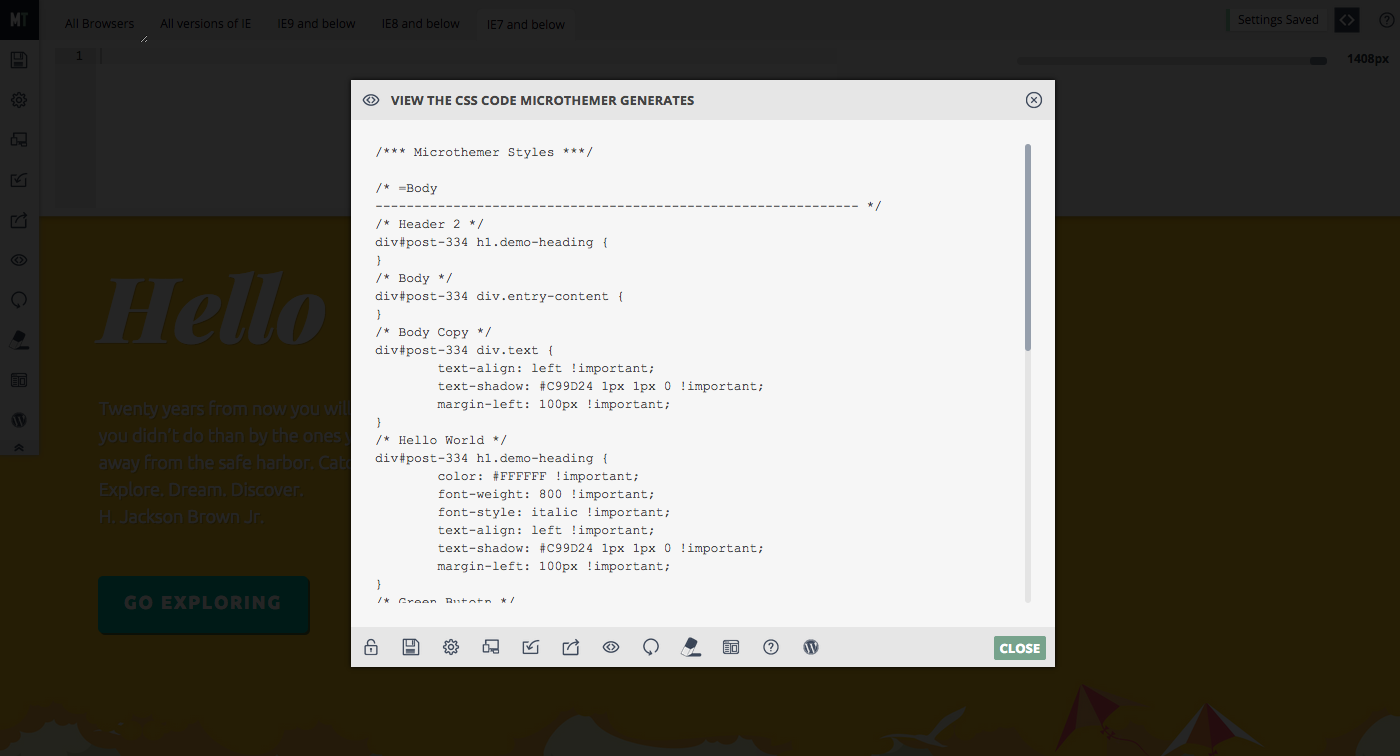 MT
All Browsers All versions of IE IE9 and below IE8 and below IE7 and below
Settings Saved
1
1408px
VIEW THE CSS CODE MICROTHEMER GENERATES
/*** Microthemer Styles ***/
/* =Body
-------------------------------------------------------------- */
/* Header 2 */
div#post-334 h1.demo-heading {
}
/* Body */
div#post-334 div.entry-content {
}
/* Body Copy */
div#post-334 div.text {
text-align: left !important;
text-shadow: #C99D24 1px 1px 0 !important;
margin-left: 100px !important;
}
/* Hello World */
div#post-334 h1.demo-heading {
color: #FFFFFF !important;
font-weight: 800 !important;
font-style: italic !important;
text-align: left !important;
text-shadow: #C99D24 1px 1px 0 !important;
margin-left: 100px !important;
}
/* Green Butotn */
CLOSE
Hello
Twenty years from now you will
you didn't do than by the ones
away from the safe harbor. Catc
Explore. Dream. Discover.
H. Jackson Brown Jr.
GO EXPLORING